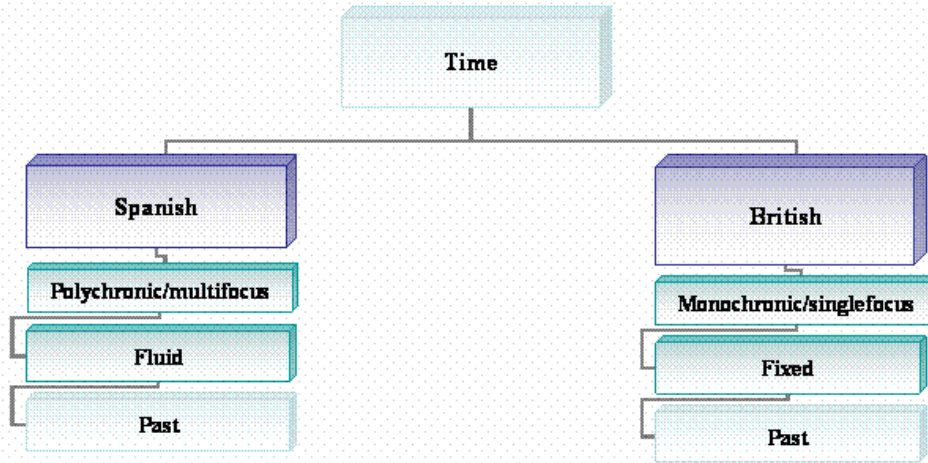 Time
Spanish
British
Polychronic/multifocus
Monochronic/singlefocus
Fluid
Fixed
Past
Past